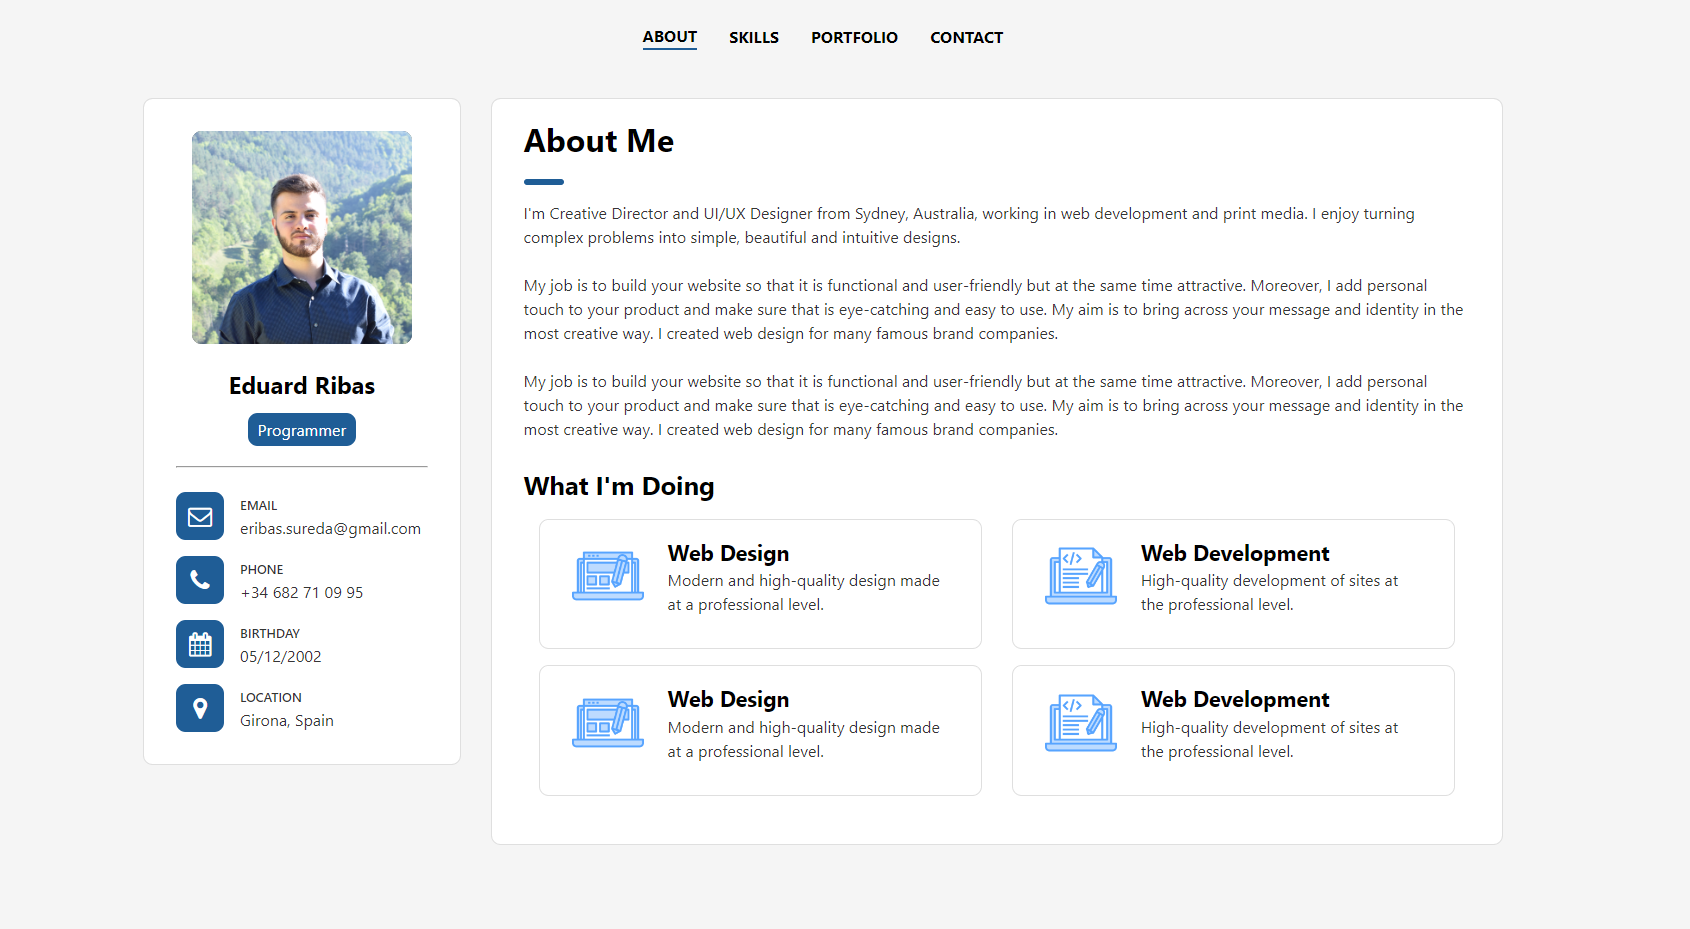 ABOUT SKILLS PORTFOLIO CONTACT
Eduard Ribas
Programmer
EMAIL
eribas.sureda@gmail.com
PHONE
+34 682 71 09 95
BIRTHDAY
05/12/2002
LOCATION
Girona, Spain
About Me
I'm Creative Director and UI/UX Designer from Sydney, Australia, working in web development and print media. I enjoy turning
complex problems into simple, beautiful and intuitive designs.
My job is to build your website so that it is functional and user-friendly but at the same time attractive. Moreover, I add personal
touch to your product and make sure that is eye-catching and easy to use. My aim is to bring across your message and identity in the
most creative way. I created web design for many famous brand companies.
My job is to build your website so that it is functional and user-friendly but at the same time attractive. Moreover, I add personal
touch to your product and make sure that is eye-catching and easy to use. My aim is to bring across your message and identity in the
most creative way. I created web design for many famous brand companies.
What I'm Doing
Web Design
Modern and high-quality design made
at a professional level.
Web Development
High-quality development of sites at
the professional level.
Web Design
Modern and high-quality design made
at a professional level.
Web Development
High-quality development of sites at
the professional level.